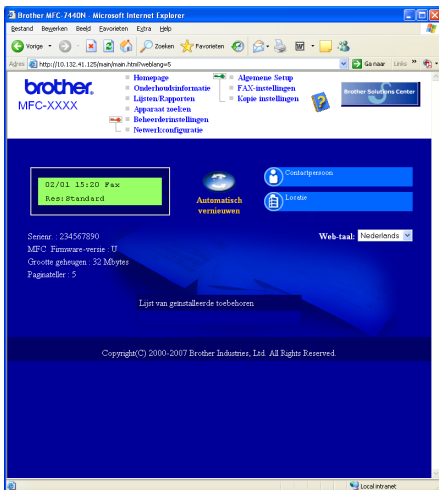 Brother MFC-7440N - Microsoft Internet Explorer
Bestand Bewerken Beeld Favorieten Extra Help
Vorige Zoeken Favorieten
Adres http://10.132.41.125/main/main.html?weblang=5 Ga naar Links »
brother.
MFC-XXXX
Homepage
Onderhoudsinformatie
Lijsten/Rapporten
Apparaat zoeken
Beheerderinstellingen
Netwerkconfiguratie
Algemene Setup
FAX-instellingen
Kopie instellingen
Brother Solutions Center
02/01 15:20 Fax
Res:Standard
Automatisch
vernieuwen
Contactpersoon
Locatie
Serienr. : 234567890
MFC Firmware-versie : U
Grootte geheugen : 32 Mbytes
Paginateller : 5
Web-taal: Nederlands
Lijst van geïnstalleerde toebehoren
Copyright(C) 2000-2007 Brother Industries, Ltd. All Rights Reserved.
Local intranet